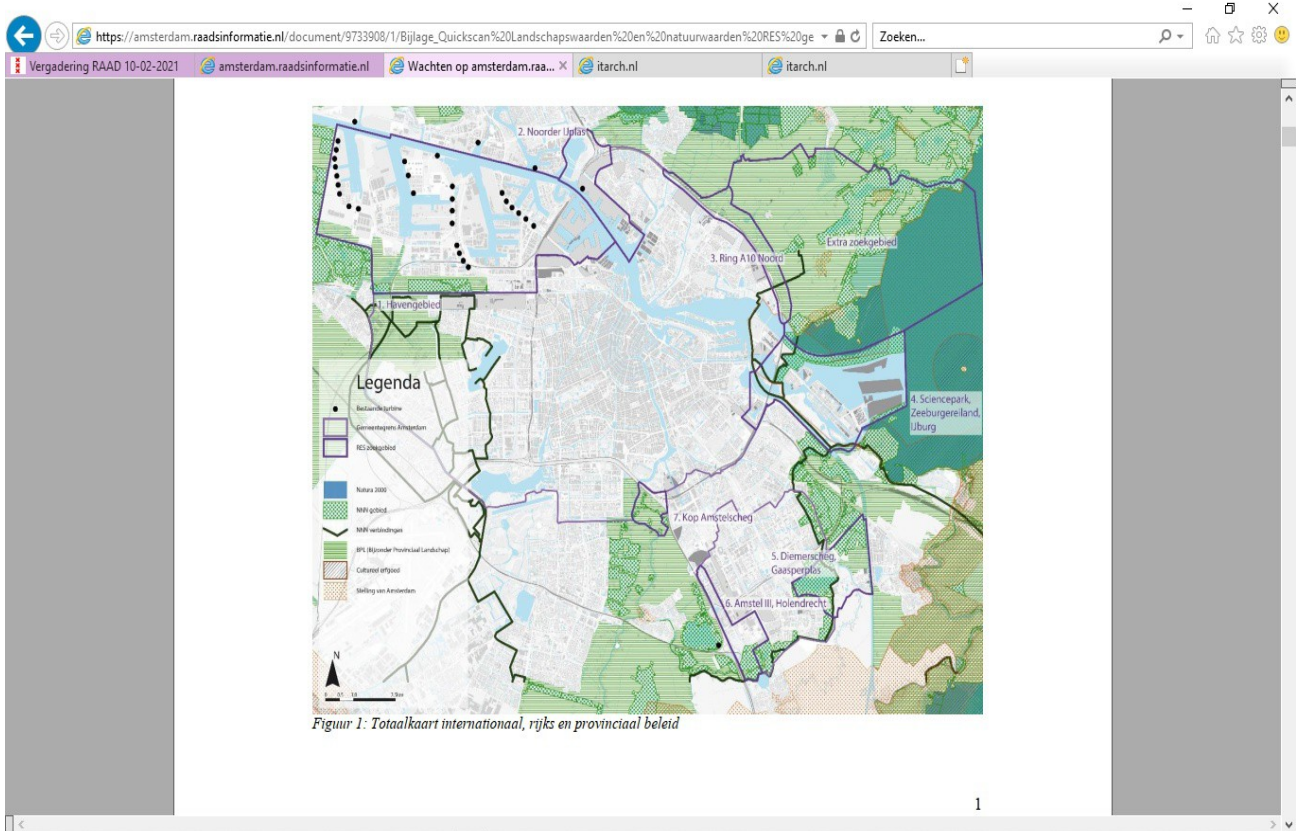 https://amsterdam.raadsinformatie.nl/document/9733908/1/Bijlage_Quickscan%20Landschapswaarden%20en%20natuurwaarden%20RES%20ge
Zoeken...
Vergadering RAAD 10-02-2021
amsterdam.raadsinformatie.nl
Wachten op amsterdam.raa...
itarch.nl
itarch.nl
2. Noorder IJplas
Extra zoekgebied
3. Ring A10 Noord
1. Havengebied
Legenda
Bestaande turbine
Gemeentegrens Amsterdam
RES zoekgebied
4. Sciencepark,
Zeeburgereiland,
IJburg
Natura 2000
NNN gebied
NNN verbindingen
BPL (Bijzonder Provinciaal Landschap)
Cultureel erfgoed
Stelling van Amsterdam
7. Kop Amstelscheg
5. Diemerscheg,
Gaasperplas
6. Amstel III, Holendrecht
N
Figuur 1: Totaalkaart internationaal, rijks en provinciaal beleid
1